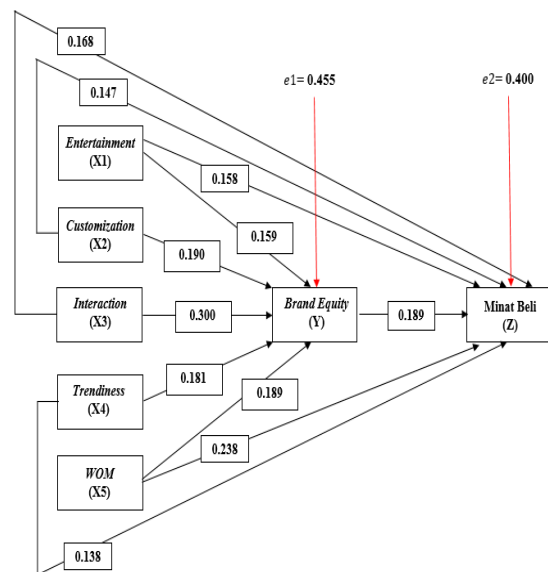 0.168
e1= 0.455
e2= 0.400
0.147
Entertainment
(X1)
0.158
0.159
Customization
(X2)
0.190
Interaction
(X3)
0.300
Brand Equity
(Y)
0.189
Minat Beli
(Z)
Trendiness
(X4)
0.181
0.189
0.238
WOM
(X5)
0.138